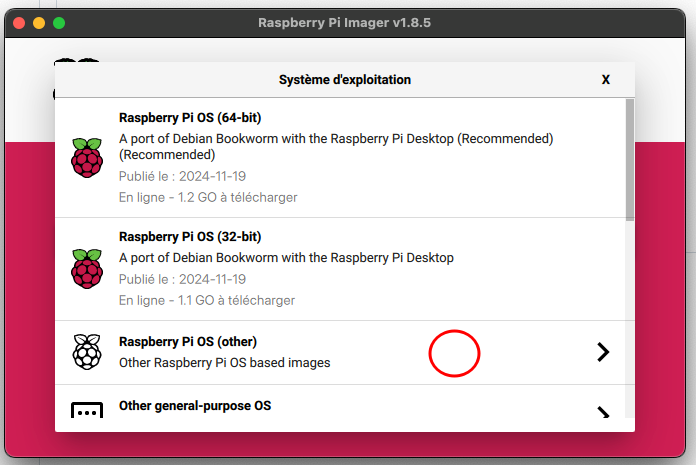 Raspberry Pi Imager v1.8.5
Système d'exploitation
X
Raspberry Pi OS (64-bit)
A port of Debian Bookworm with the Raspberry Pi Desktop (Recommended)
(Recommended)
Publié le : 2024-11-19
En ligne - 1.2 GO à télécharger
Raspberry Pi OS (32-bit)
A port of Debian Bookworm with the Raspberry Pi Desktop
Publié le : 2024-11-19
En ligne - 1.1 GO à télécharger
Raspberry Pi OS (other)
Other Raspberry Pi OS based images
Other general-purpose OS